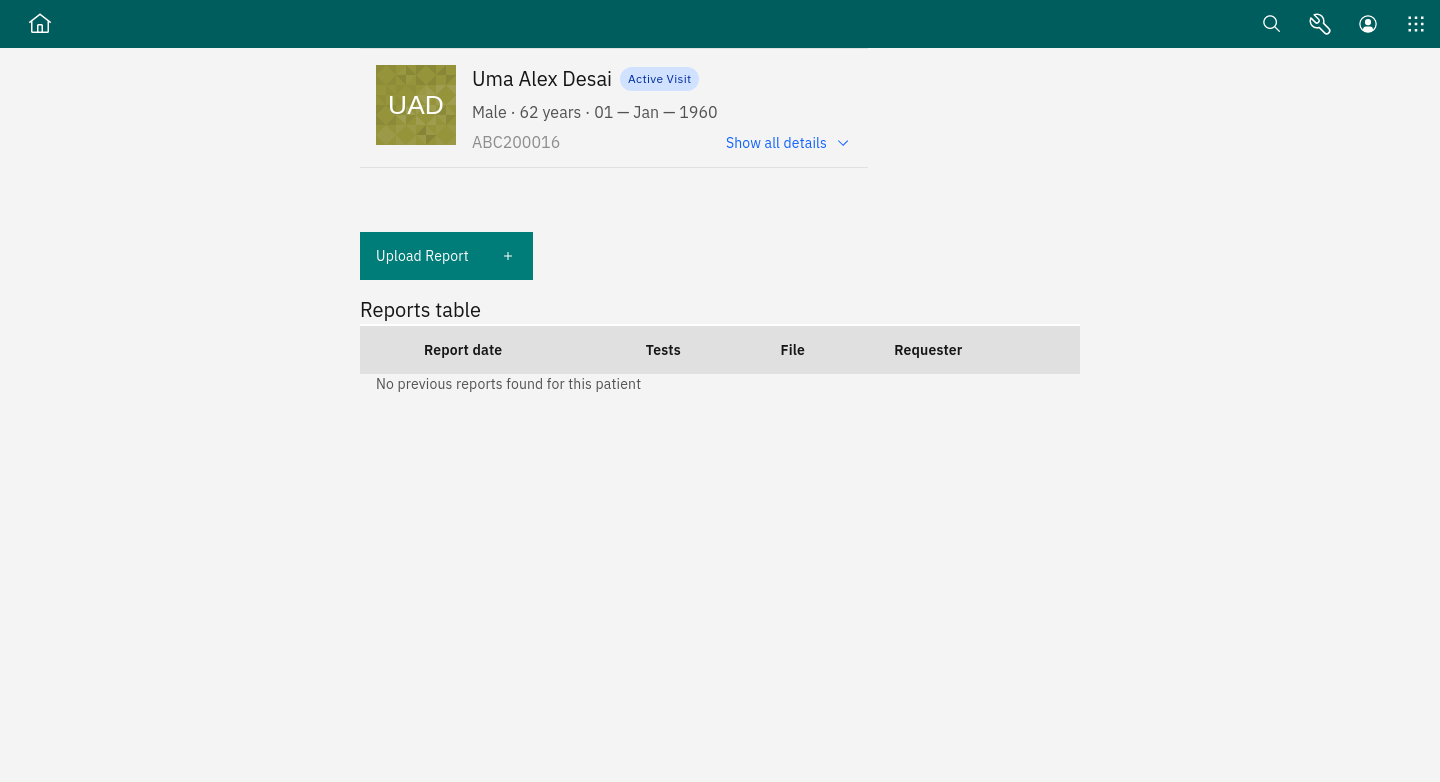 UAD
Uma Alex Desai Active Visit
Male · 62 years · 01 — Jan — 1960
ABC200016 Show all details
Upload Report +
Reports table
Report date Tests File Requester
No previous reports found for this patient